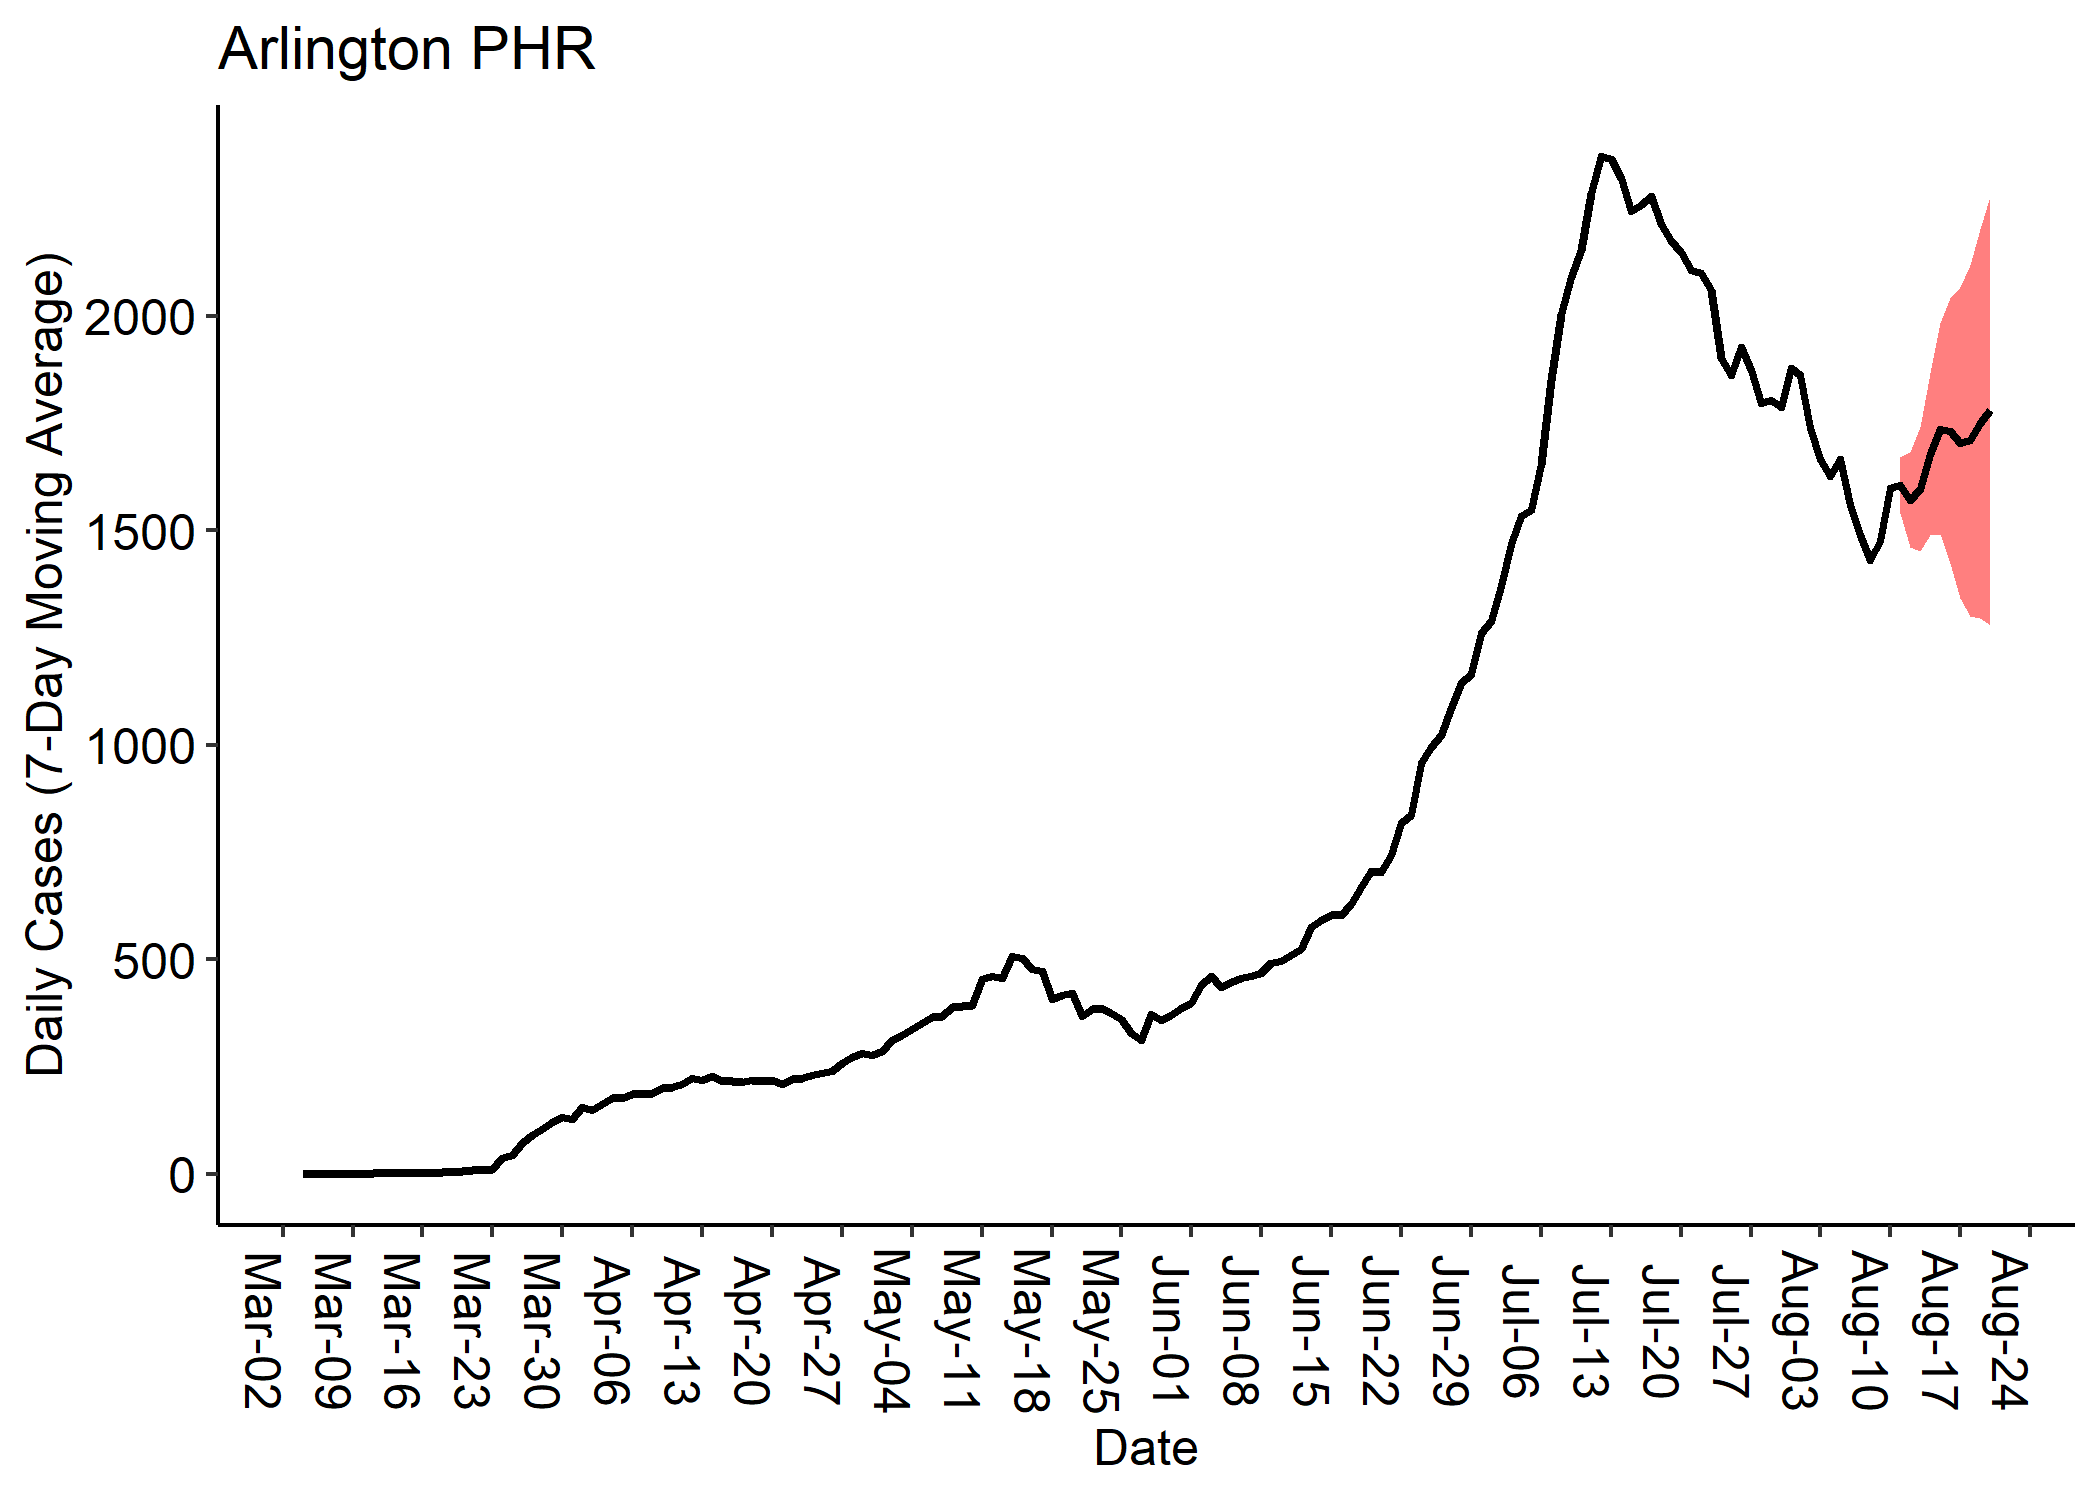 Arlington PHR
Daily Cases (7-Day Moving Average)
2000
1500
1000
500
0
Mar-02
Mar-09
Mar-16
Mar-23
Mar-30
Apr-06
Apr-13
Apr-20
Apr-27
May-04
May-11
May-18
May-25
Jun-01
Jun-08
Jun-15
Jun-22
Jun-29
Jul-06
Jul-13
Jul-20
Jul-27
Aug-03
Aug-10
Aug-17
Aug-24
Date